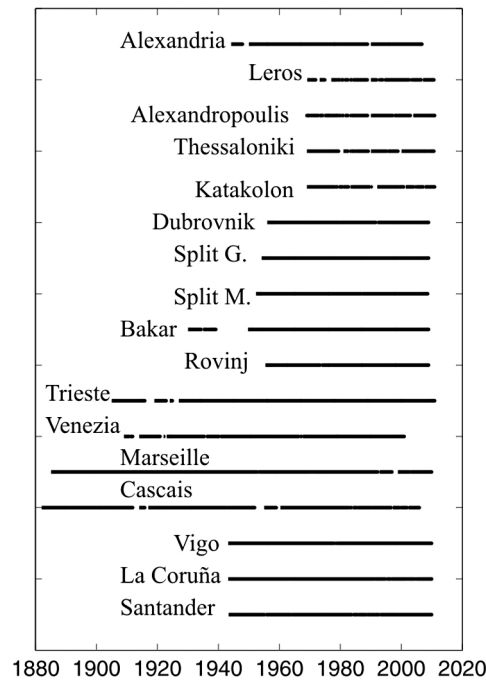 Alexandria
Leros
Alexandropoulis
Thessaloniki
Katakolon
Dubrovnik
Split G.
Split M.
Bakar
Rovinj
Trieste
Venezia
Marseille
Cascais
Vigo
La Coruña
Santander
1880 1900 1920 1940 1960 1980 2000 2020